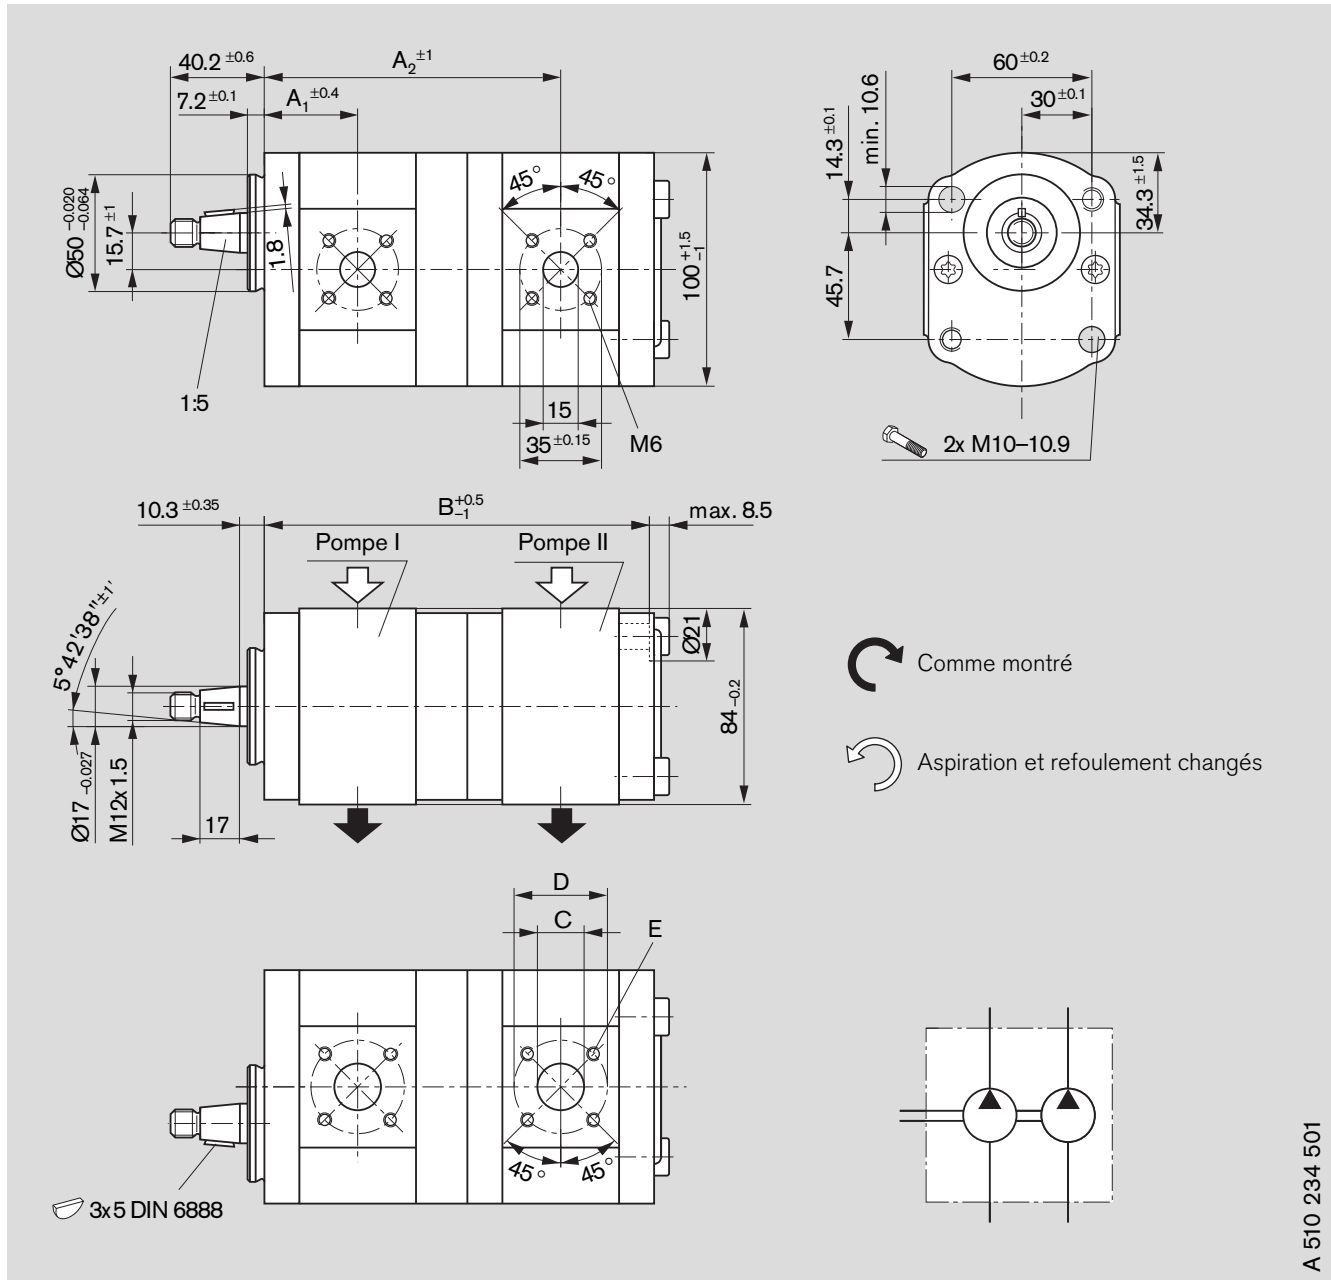 40.2 ±0.6
A2 ±1
60 ±0.2
7.2 ±0.1
A1 ±0.4
30 ±0.1
14.3 ±0.1
min. 10.6
34.3 ±1.5
45°
45°
Ø50 -0.020 -0.064
15.7 ±1
1.8
100 +1.5 -1
45.7
1:5
15
35 ±0.15
M6
2x M10–10.9
10.3 ±0.35
B +0.5 -1
max. 8.5
Pompe I
Pompe II
5°42'38" ±1'
Ø21
84 -0.2
Comme montré
Ø17 -0.027
M12x 1.5
17
Aspiration et refoulement changés
D
C
E
45°
45°
3x5 DIN 6888
A 510 234 501